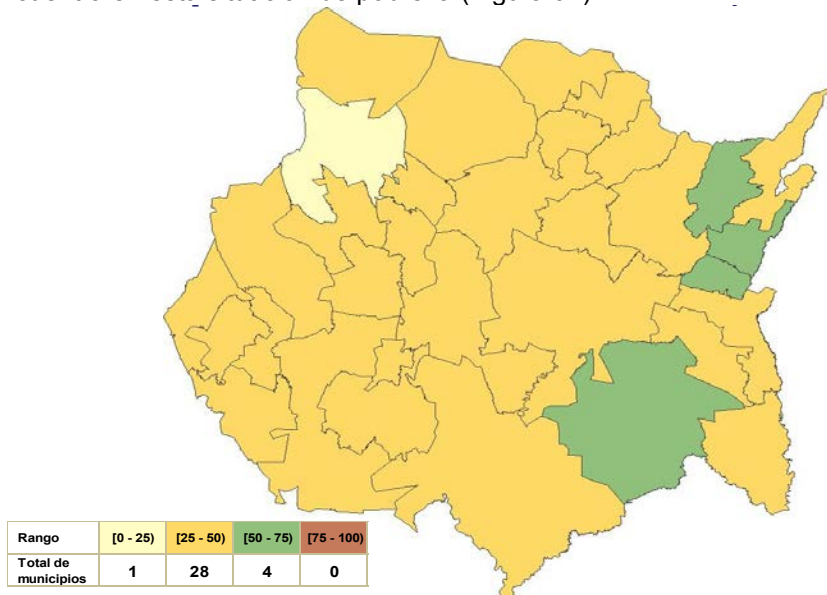 Rango [0 - 25) [25 - 50) [50 - 75) [75 - 100)
Total de municipios 1 28 4 0